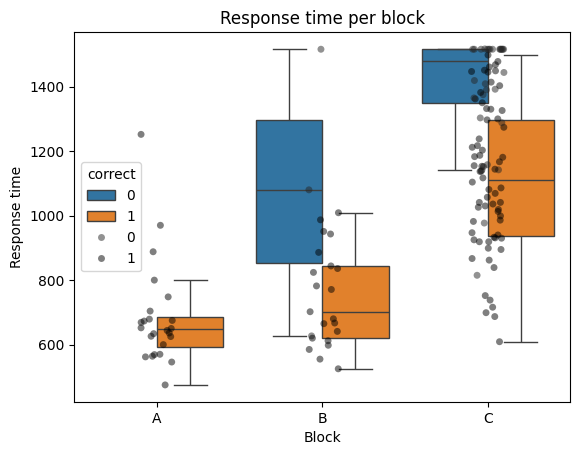 Response time per block
Response time
1400
1200
1000
800
600
correct
0
1
0
1
A B C
Block